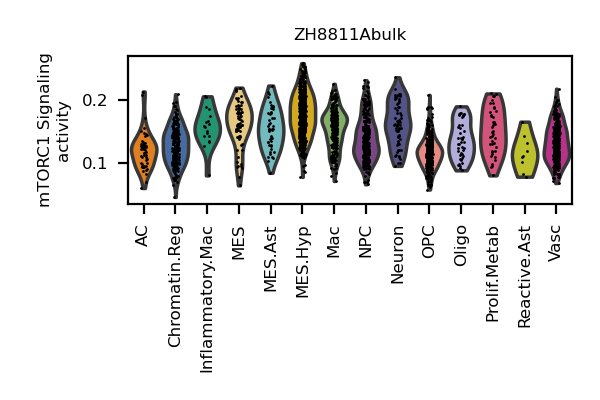 ZH8811Abulk
mTORC1 Signaling
activity
0.2
0.1
AC
Chromatin.Reg
Inflammatory.Mac
MES
MES.Ast
MES.Hyp
Mac
NPC
Neuron
OPC
Oligo
Prolif.Metab
Reactive.Ast
Vasc